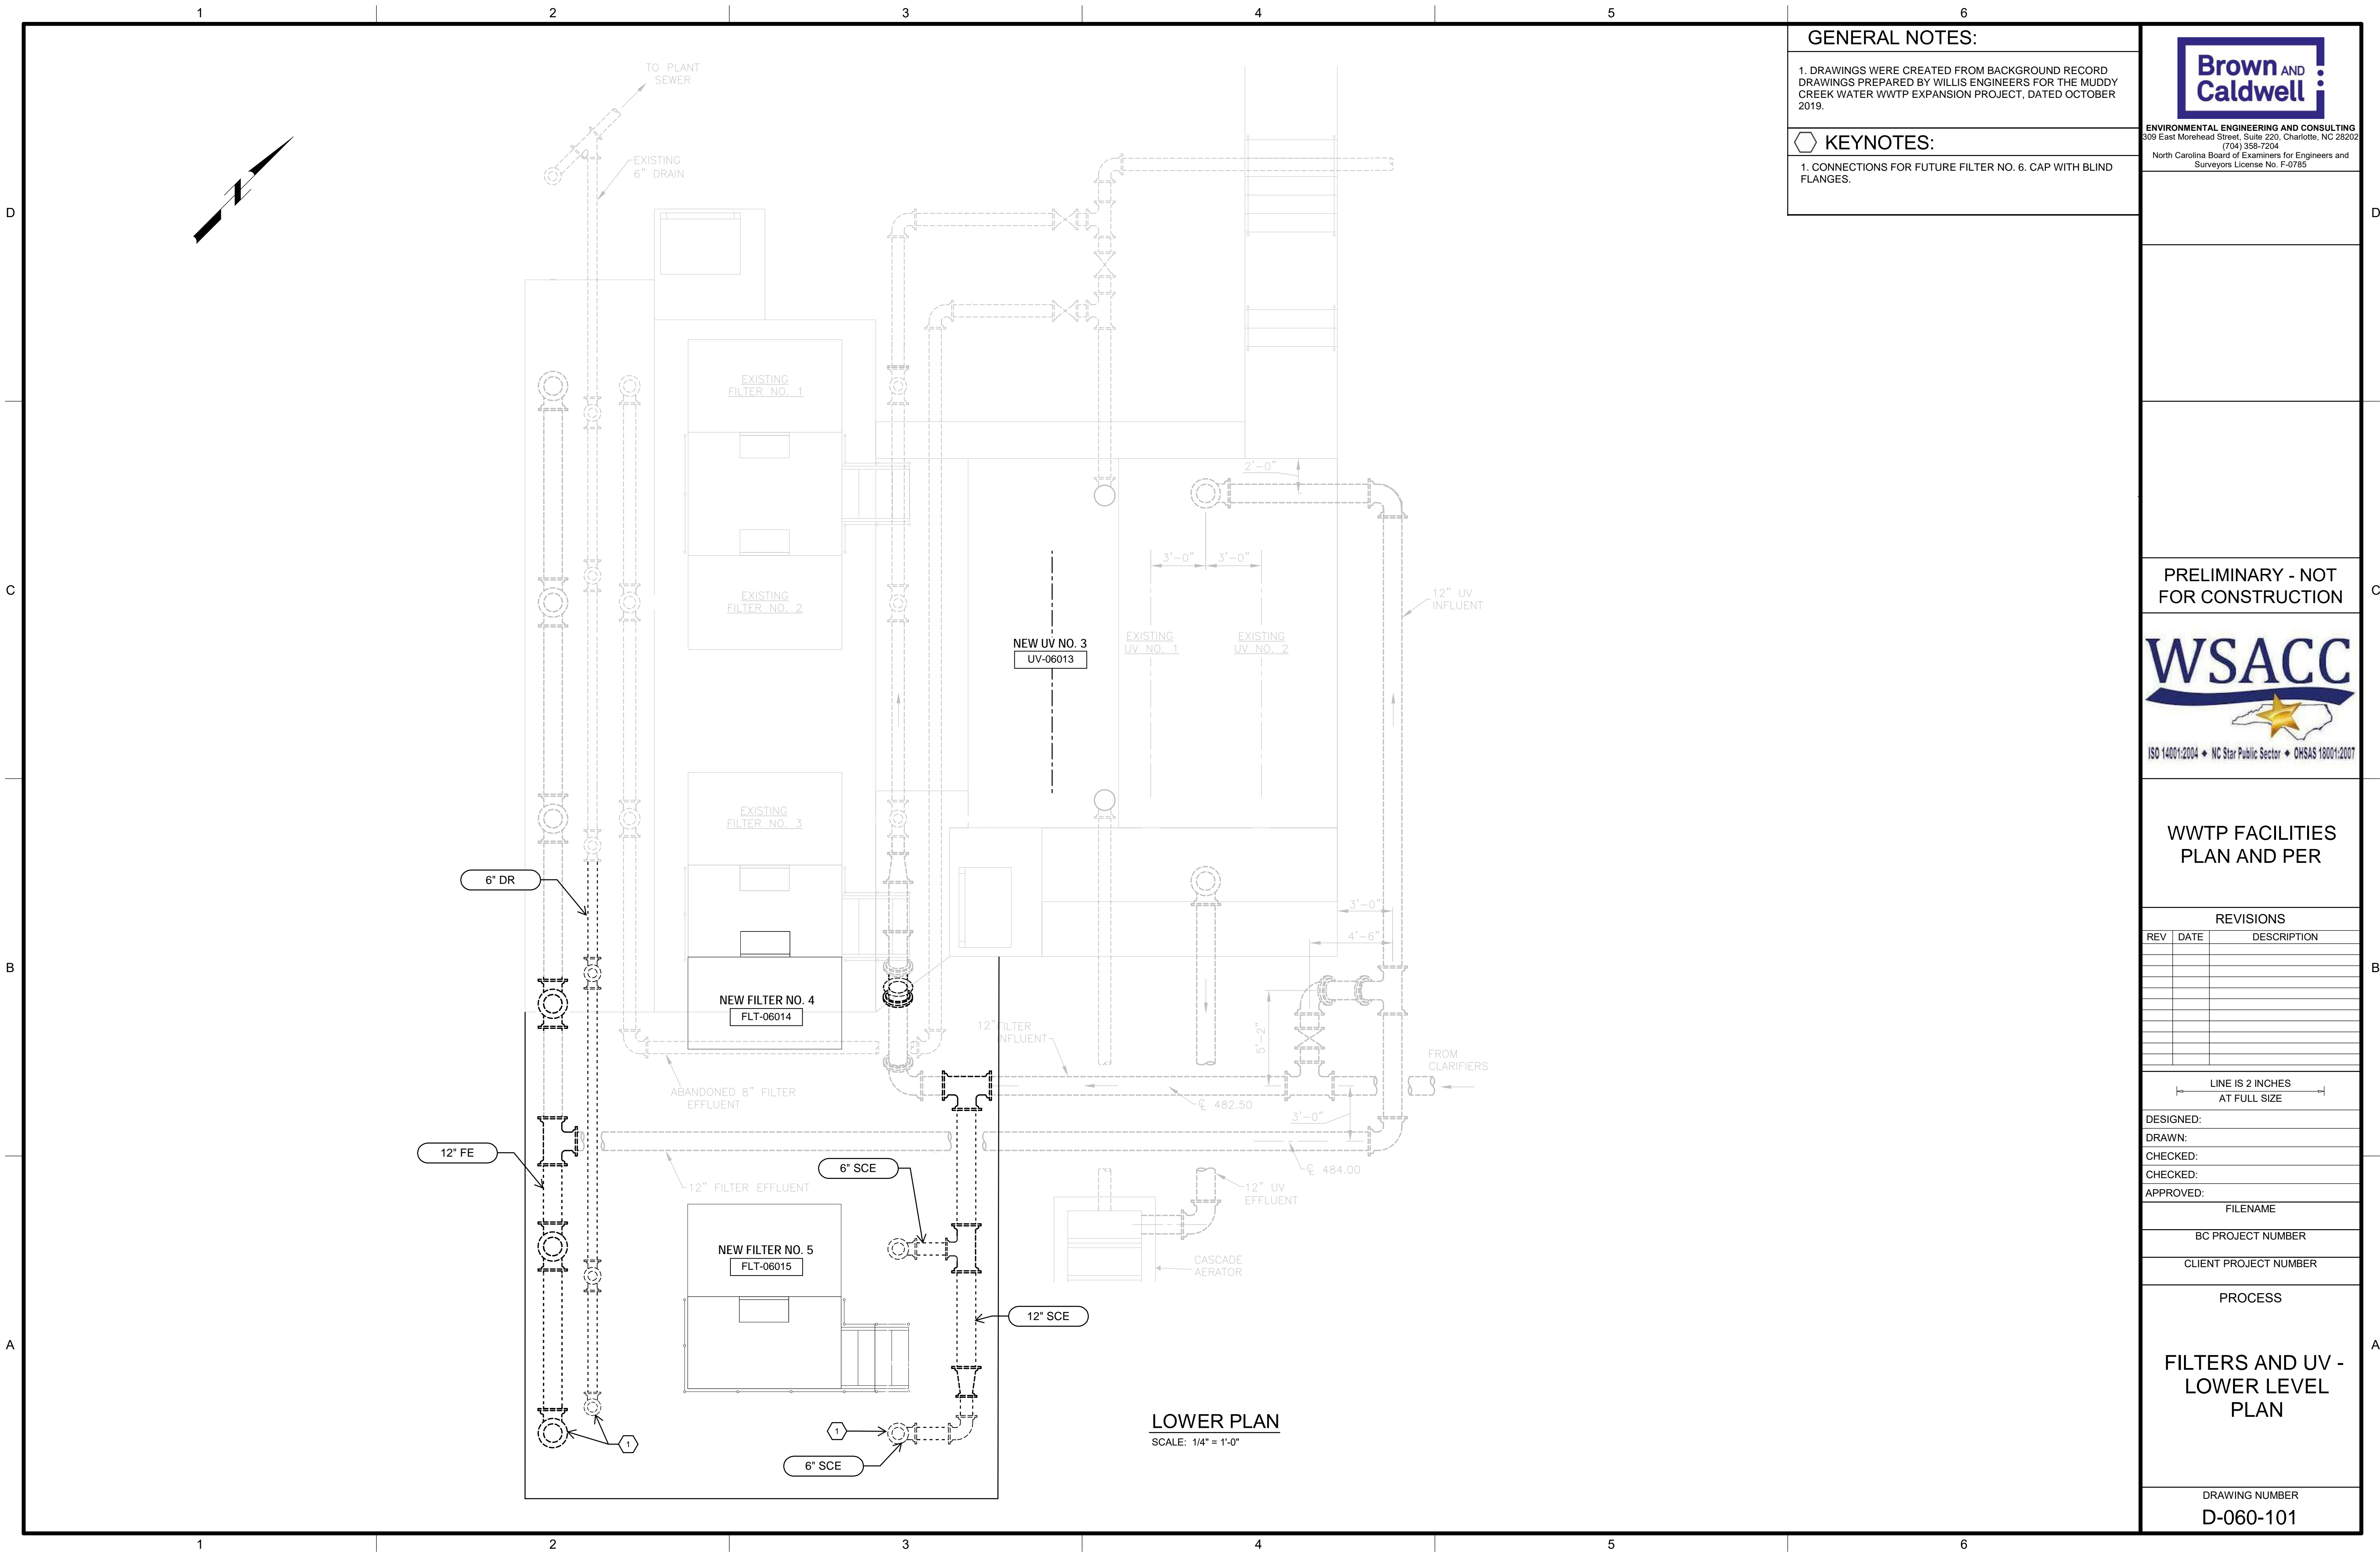 1 2 3 4 5 6
D
C
B
A
TO PLANT
SEWER
EXISTING
6" DRAIN
EXISTING
FILTER NO. 1
EXISTING
FILTER NO. 2
EXISTING
FILTER NO. 3
2'-0"
3'-0" 3'-0"
NEW UV NO. 3
UV-06013
EXISTING
UV NO. 1
EXISTING
UV NO. 2
12" UV
INFLUENT
6" DR
3'-0"
4'-6"
NEW FILTER NO. 4
FLT-06014
12" FILTER
INFLUENT
5'-2"
FROM
CLARIFIERS
ABANDONED 8" FILTER
EFFLUENT
℄ 482.50
3'-0"
12" FE
6" SCE
℄ 484.00
12" FILTER EFFLUENT
12" UV
EFFLUENT
NEW FILTER NO. 5
FLT-06015
CASCADE
AERATOR
12" SCE
1
1
6" SCE
LOWER PLAN
SCALE: 1/4" = 1'-0"
GENERAL NOTES:
1. DRAWINGS WERE CREATED FROM BACKGROUND RECORD
DRAWINGS PREPARED BY WILLIS ENGINEERS FOR THE MUDDY
CREEK WATER WWTP EXPANSION PROJECT, DATED OCTOBER
2019.
KEYNOTES:
1. CONNECTIONS FOR FUTURE FILTER NO. 6. CAP WITH BLIND
FLANGES.
Brown AND
Caldwell
ENVIRONMENTAL ENGINEERING AND CONSULTING
309 East Morehead Street, Suite 220, Charlotte, NC 28202
(704) 358-7204
North Carolina Board of Examiners for Engineers and
Surveyors License No. F-0785
PRELIMINARY - NOT
FOR CONSTRUCTION
WSACC
ISO 14001:2004 ✦ NC Star Public Sector ✦ OHSAS 18001:2007
WWTP FACILITIES
PLAN AND PER
REVISIONS
REV DATE DESCRIPTION
LINE IS 2 INCHES
AT FULL SIZE
DESIGNED:
DRAWN:
CHECKED:
CHECKED:
APPROVED:
FILENAME
BC PROJECT NUMBER
CLIENT PROJECT NUMBER
PROCESS
FILTERS AND UV -
LOWER LEVEL
PLAN
DRAWING NUMBER
D-060-101
D
C
B
A
1 2 3 4 5 6